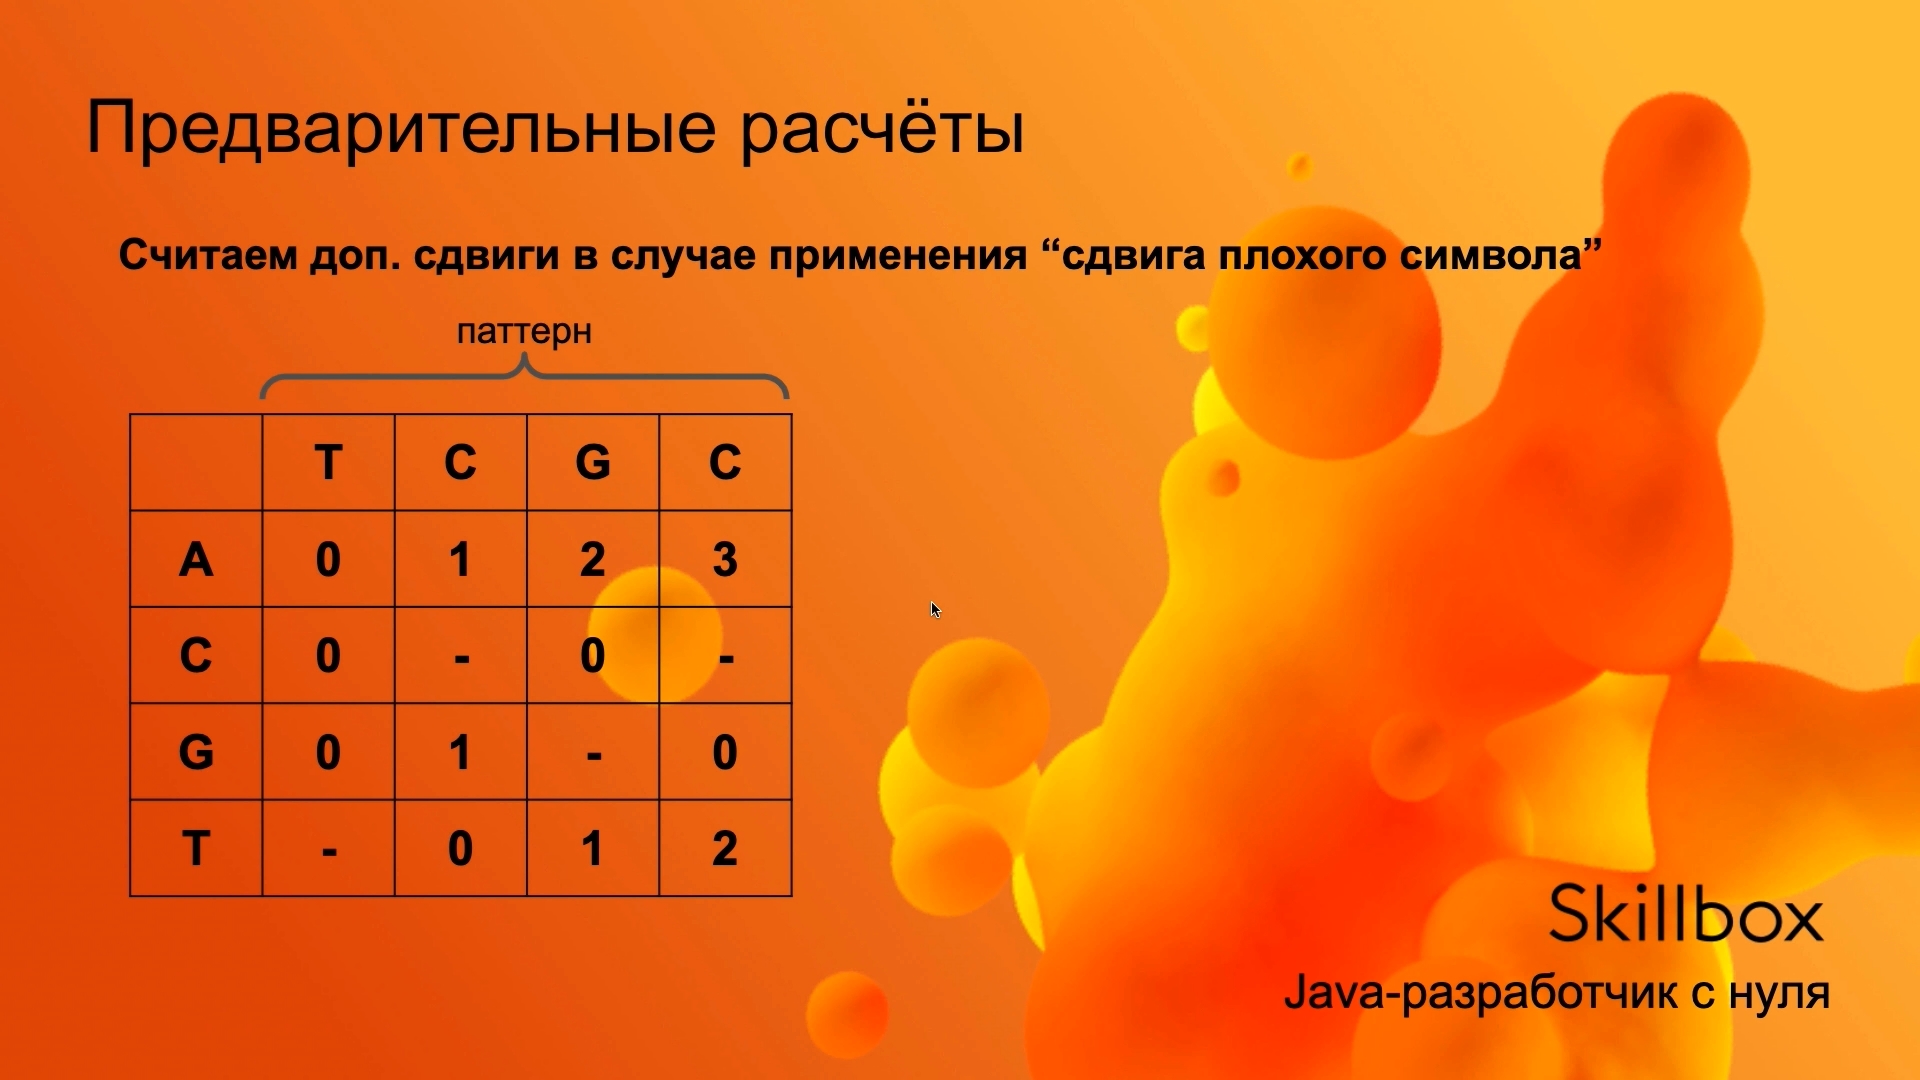 Предварительные расчёты
Считаем доп. сдвиги в случае применения “сдвига плохого символа”
паттерн
T C G C
A 0 1 2 3
C 0 - 0 -
G 0 1 - 0
T - 0 1 2
Skillbox
Java-разработчик с нуля